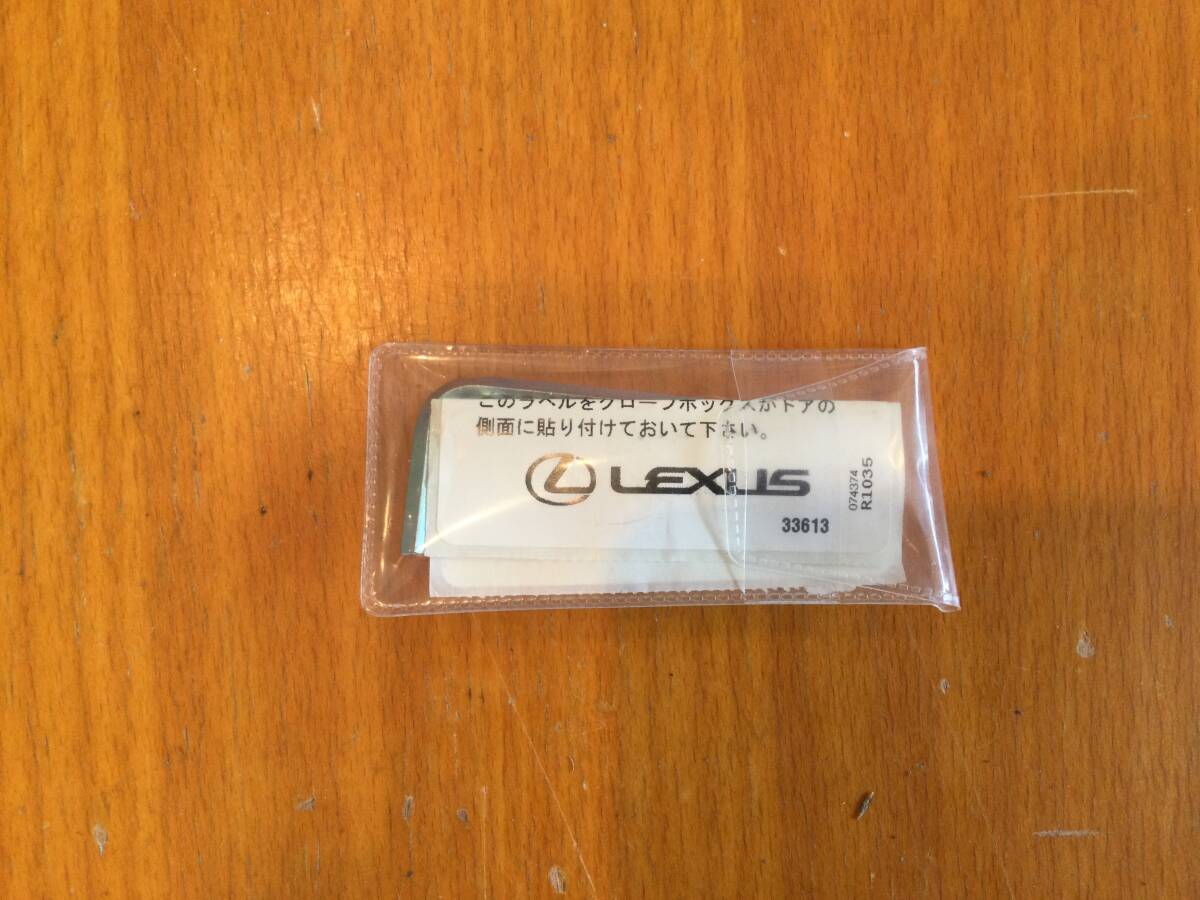 このラベルをグローブボックスかドアの
側面に貼り付けておいて下さい。
LEXUS
33613
074374
R1035